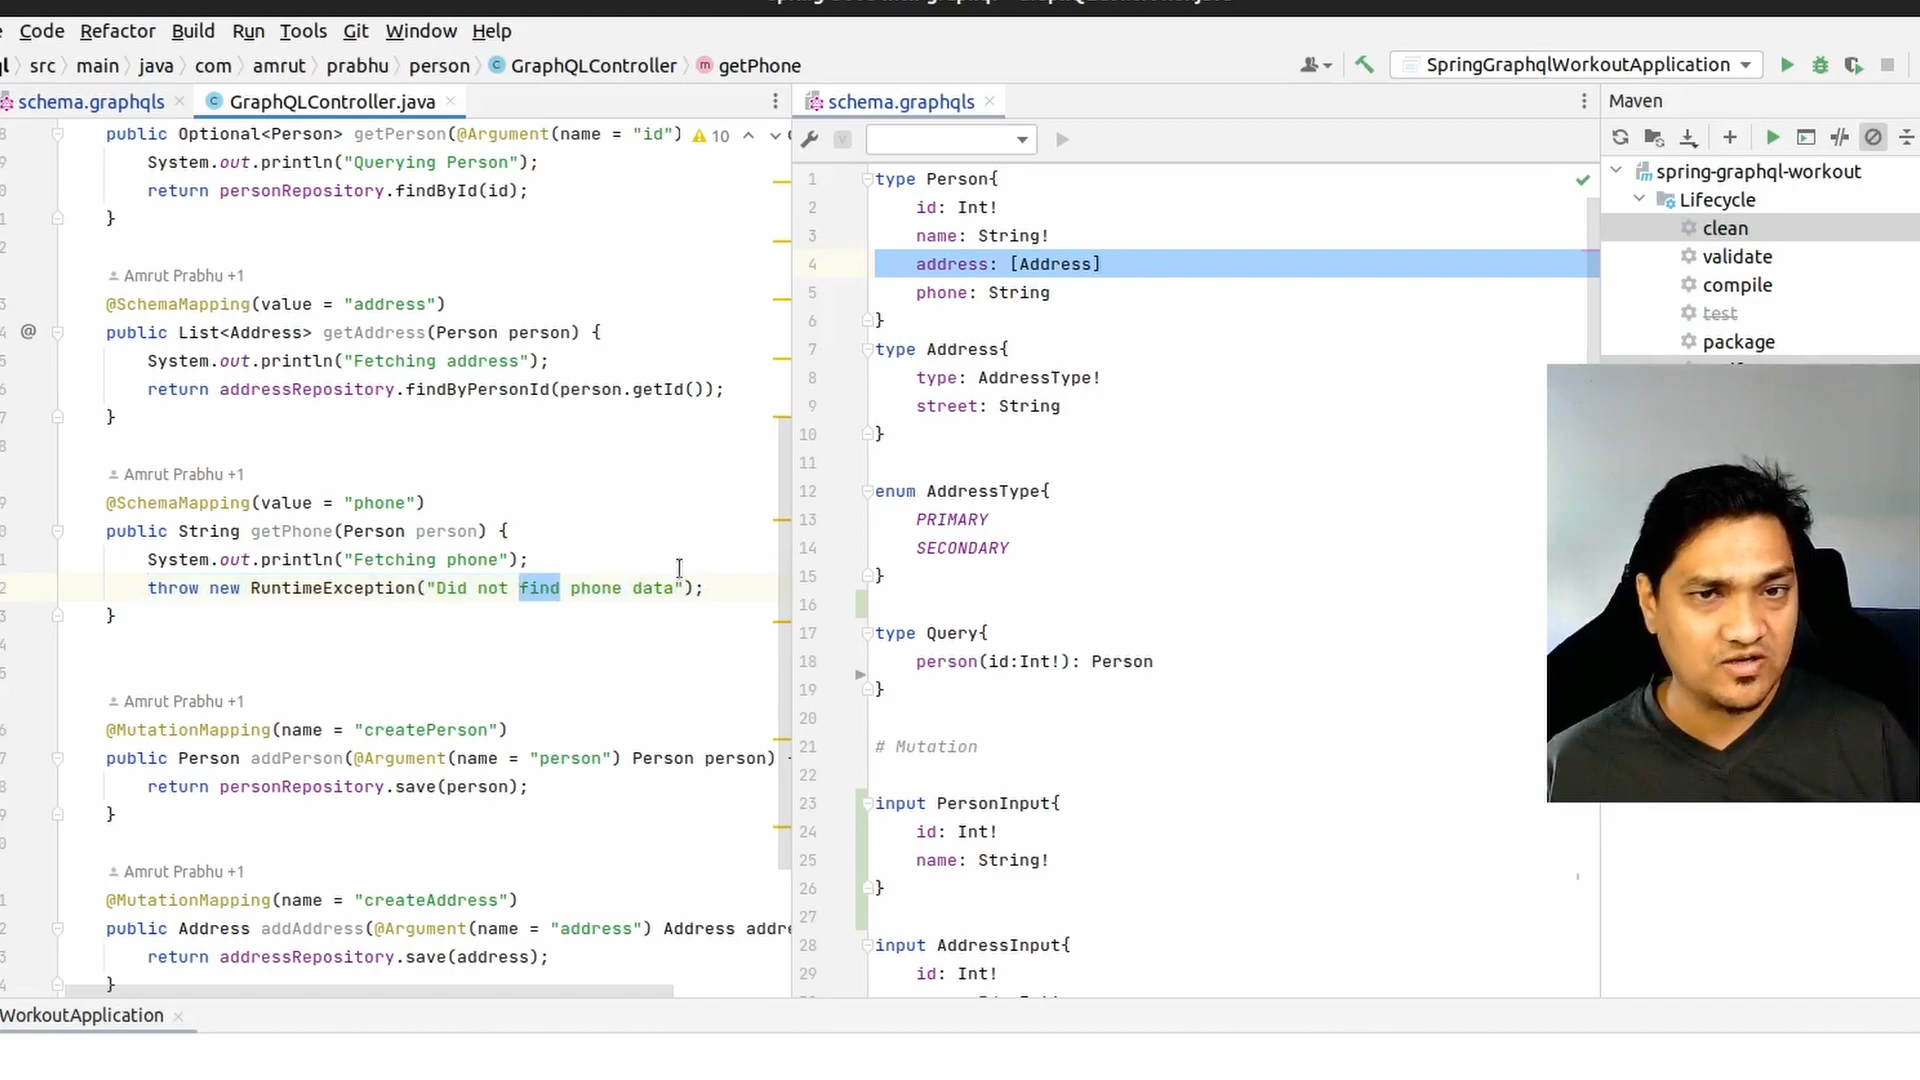 Code Refactor Build Run Tools Git Window Help
src main java com amrut prabhu person GraphQLController getPhone SpringGraphqlWorkoutApplication
schema.graphqls GraphQLController.java
public Optional<Person> getPerson(@Argument(name = "id") 10
System.out.println("Querying Person");
return personRepository.findById(id);
}
Amrut Prabhu +1
@SchemaMapping(value = "address")
@ public List<Address> getAddress(Person person) {
System.out.println("Fetching address");
return addressRepository.findByPersonId(person.getId());
}
Amrut Prabhu +1
@SchemaMapping(value = "phone")
public String getPhone(Person person) {
System.out.println("Fetching phone");
throw new RuntimeException("Did not find phone data");
}
Amrut Prabhu +1
@MutationMapping(name = "createPerson")
public Person addPerson(@Argument(name = "person") Person person)
return personRepository.save(person);
}
Amrut Prabhu +1
@MutationMapping(name = "createAddress")
public Address addAddress(@Argument(name = "address") Address addre
return addressRepository.save(address);
}
schema.graphqls
1 type Person{
2 id: Int!
3 name: String!
4 address: [Address]
5 phone: String
6 }
7 type Address{
8 type: AddressType!
9 street: String
10 }
11
12 enum AddressType{
13 PRIMARY
14 SECONDARY
15 }
16
17 type Query{
18 person(id:Int!): Person
19 }
20
21 # Mutation
22
23 input PersonInput{
24 id: Int!
25 name: String!
26 }
27
28 input AddressInput{
29 id: Int!
Maven
spring-graphql-workout
Lifecycle
clean
validate
compile
test
package
WorkoutApplication